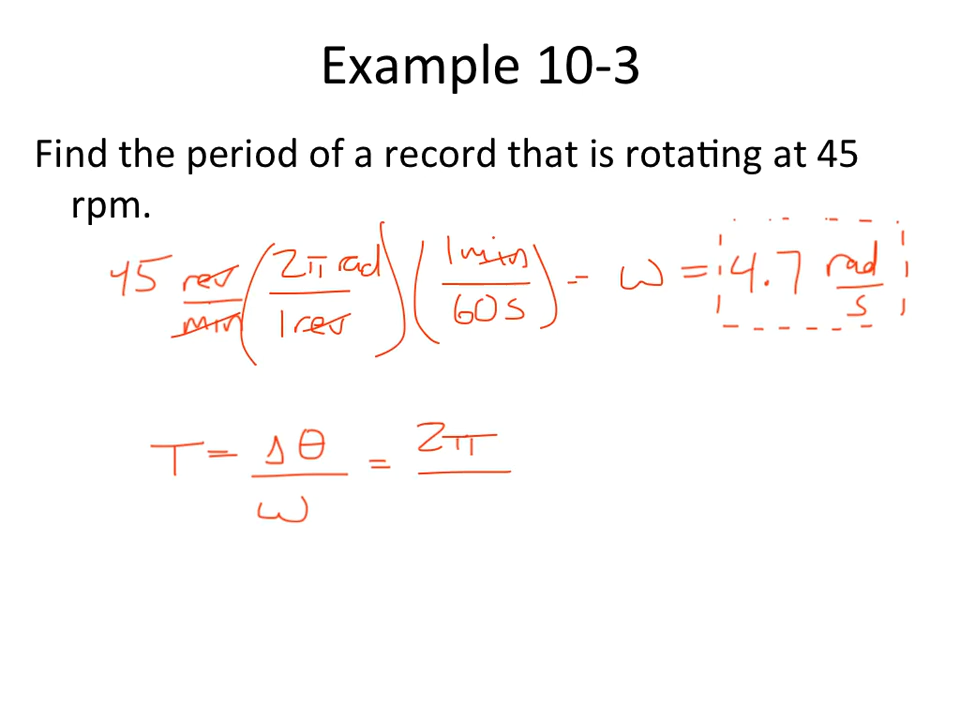 Example 10-3
Find the period of a record that is rotating at 45
rpm.
45 rev/min (2π rad / 1 rev) (1 min / 60 s) = ω = 4.7 rad/s
T = Δθ/ω = 2π